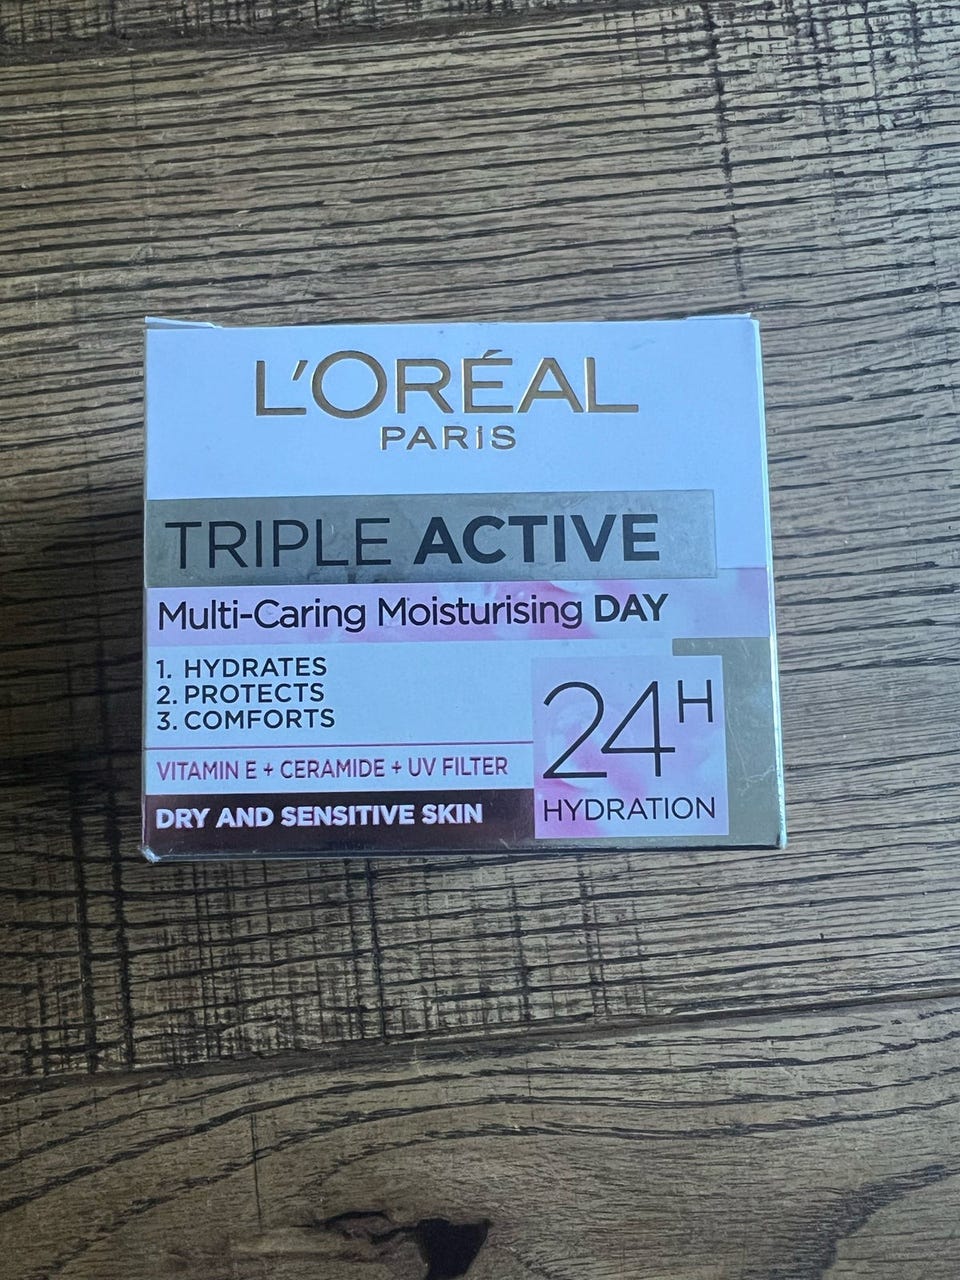 L'ORÉAL
PARIS
TRIPLE ACTIVE
Multi-Caring Moisturising DAY
1. HYDRATES
2. PROTECTS
3. COMFORTS
VITAMIN E + CERAMIDE + UV FILTER
DRY AND SENSITIVE SKIN
24H
HYDRATION